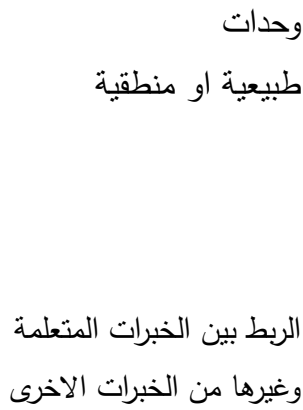 وحدات
طبيعية او منطقية
الربط بين الخبرات المتعلمة
وغيرها من الخبرات الاخرى